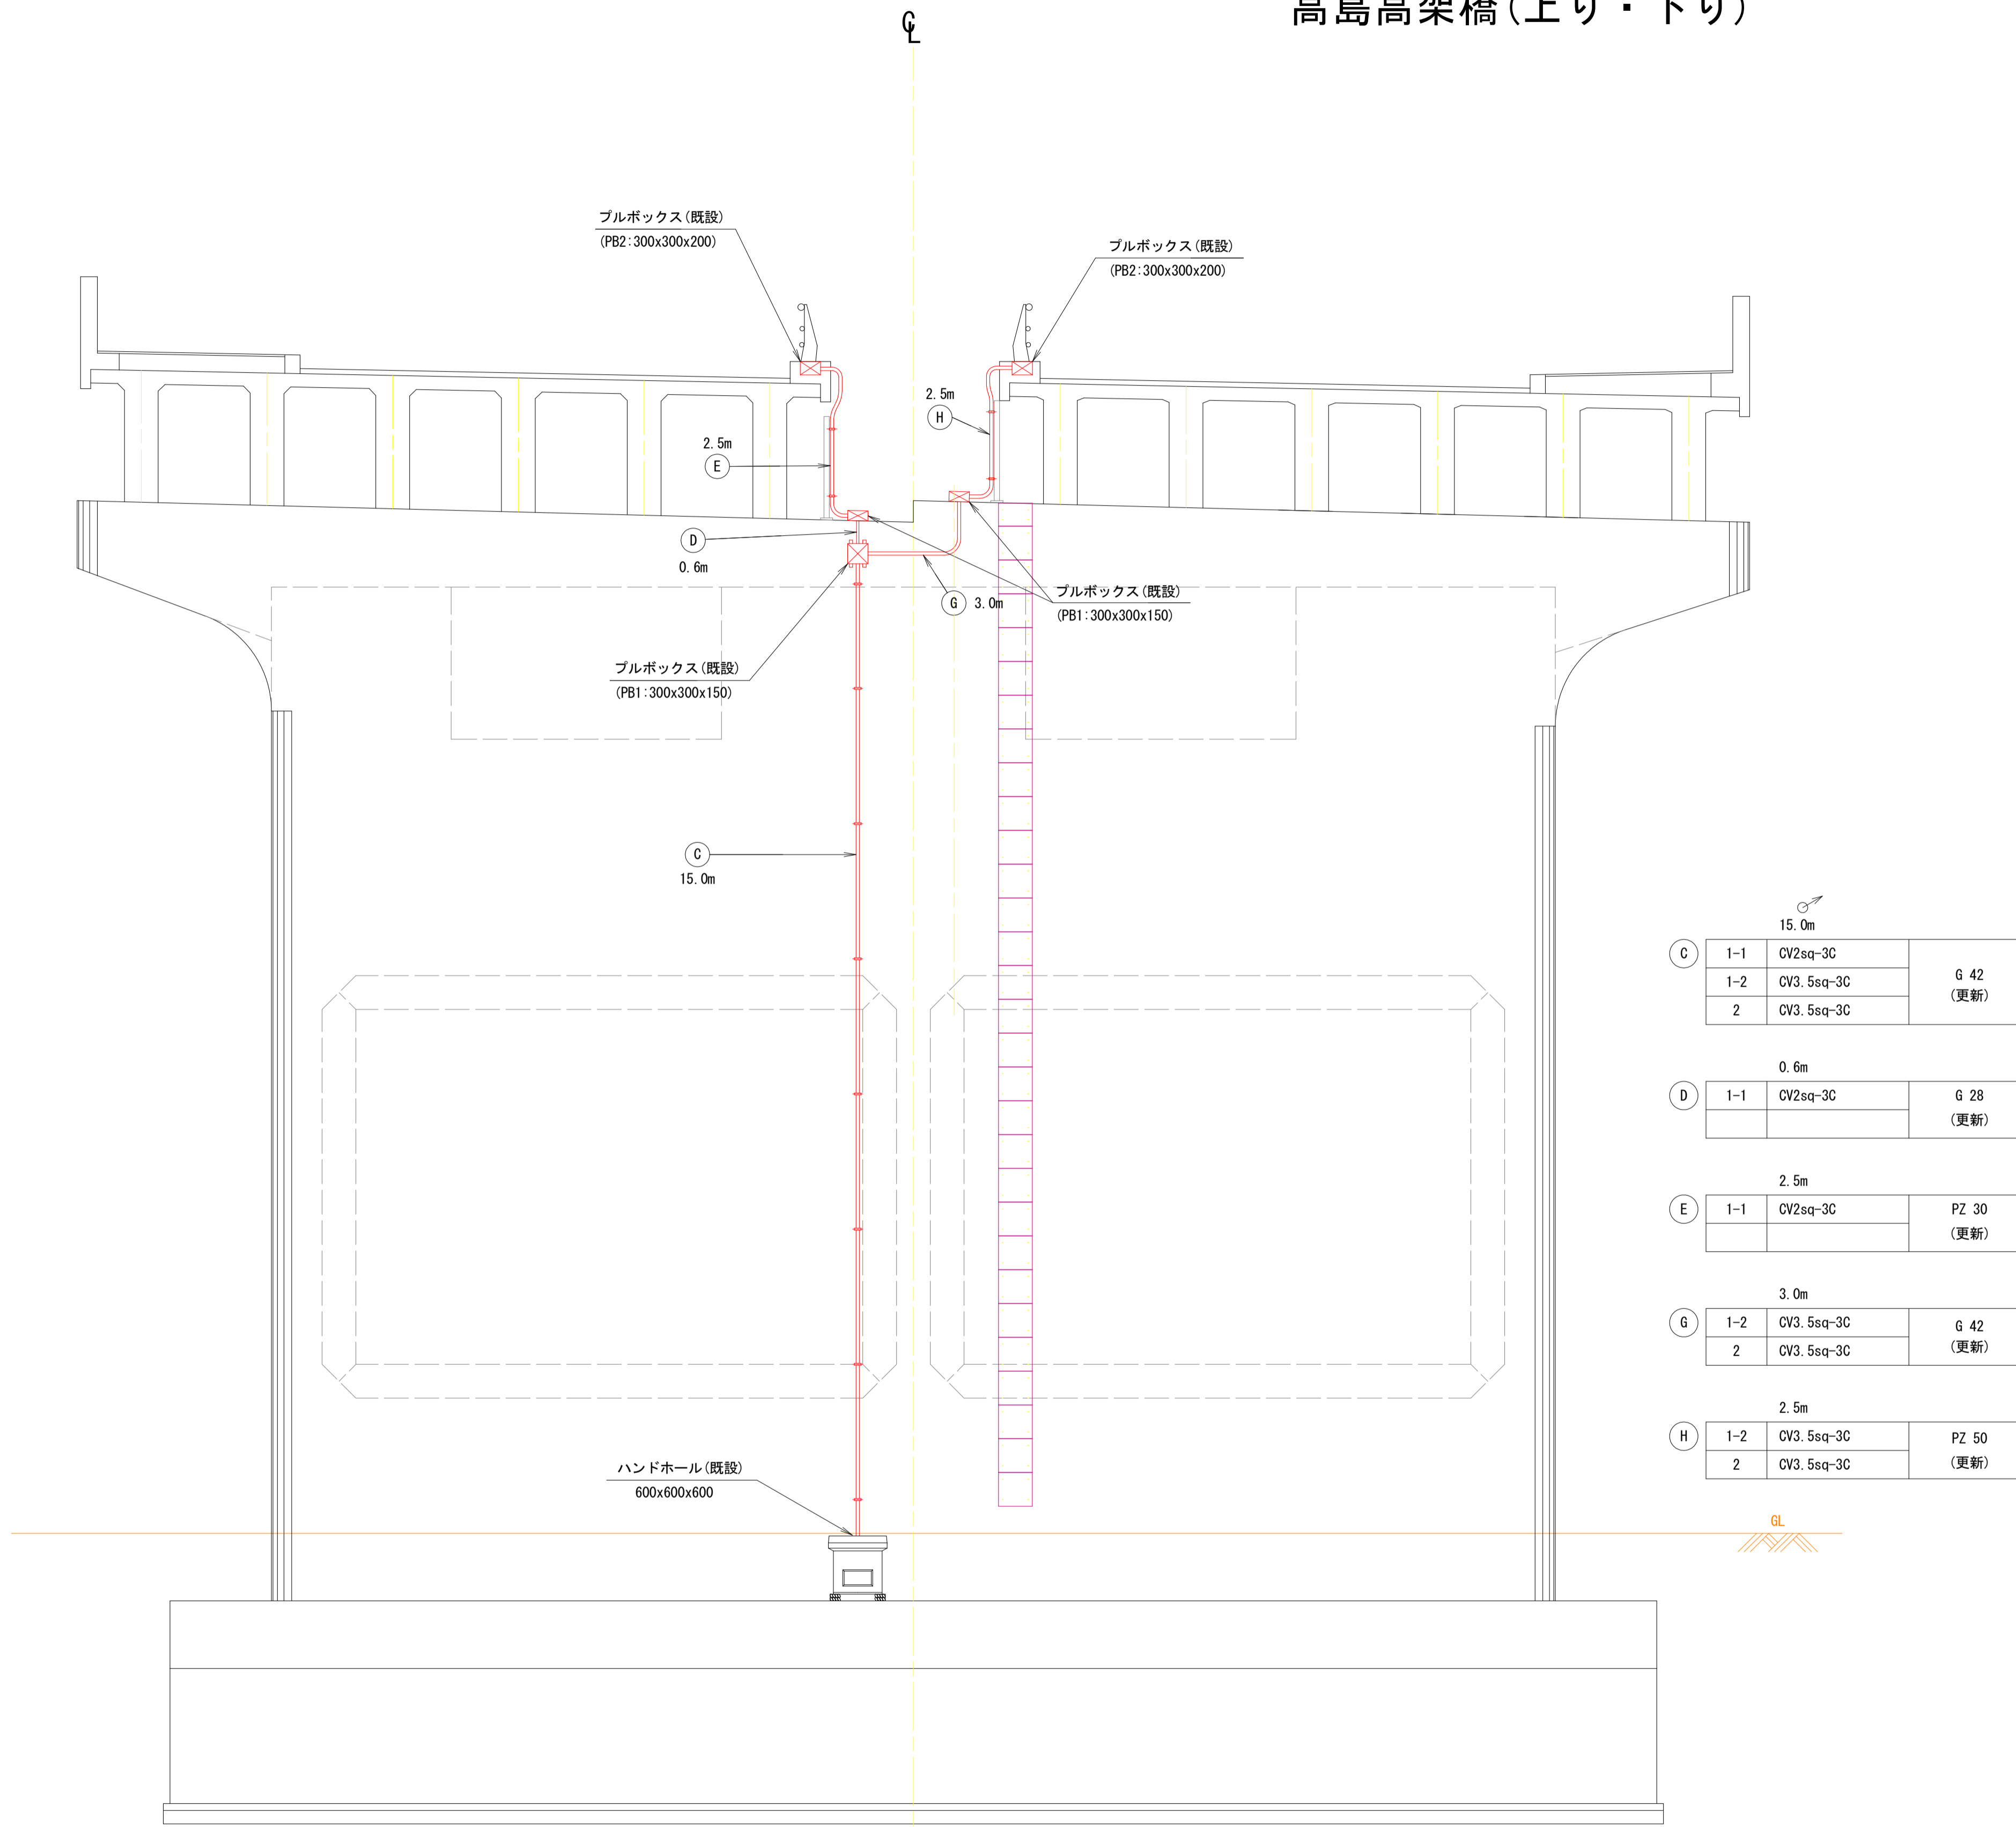 高島高架橋(上り・下り)
CL
プルボックス(既設)
(PB2:300x300x200)
プルボックス(既設)
(PB2:300x300x200)
2.5m
H
2.5m
E
D
0.6m
G 3.0m
プルボックス(既設)
(PB1:300x300x150)
プルボックス(既設)
(PB1:300x300x150)
C
15.0m
15.0m
C 1-1 CV2sq-3C
1-2 CV3.5sq-3C
2 CV3.5sq-3C
G 42
(更新)
0.6m
D 1-1 CV2sq-3C G 28
(更新)
2.5m
E 1-1 CV2sq-3C PZ 30
(更新)
3.0m
G 1-2 CV3.5sq-3C
2 CV3.5sq-3C
G 42
(更新)
2.5m
H 1-2 CV3.5sq-3C
2 CV3.5sq-3C
PZ 50
(更新)
ハンドホール(既設)
600x600x600
GL